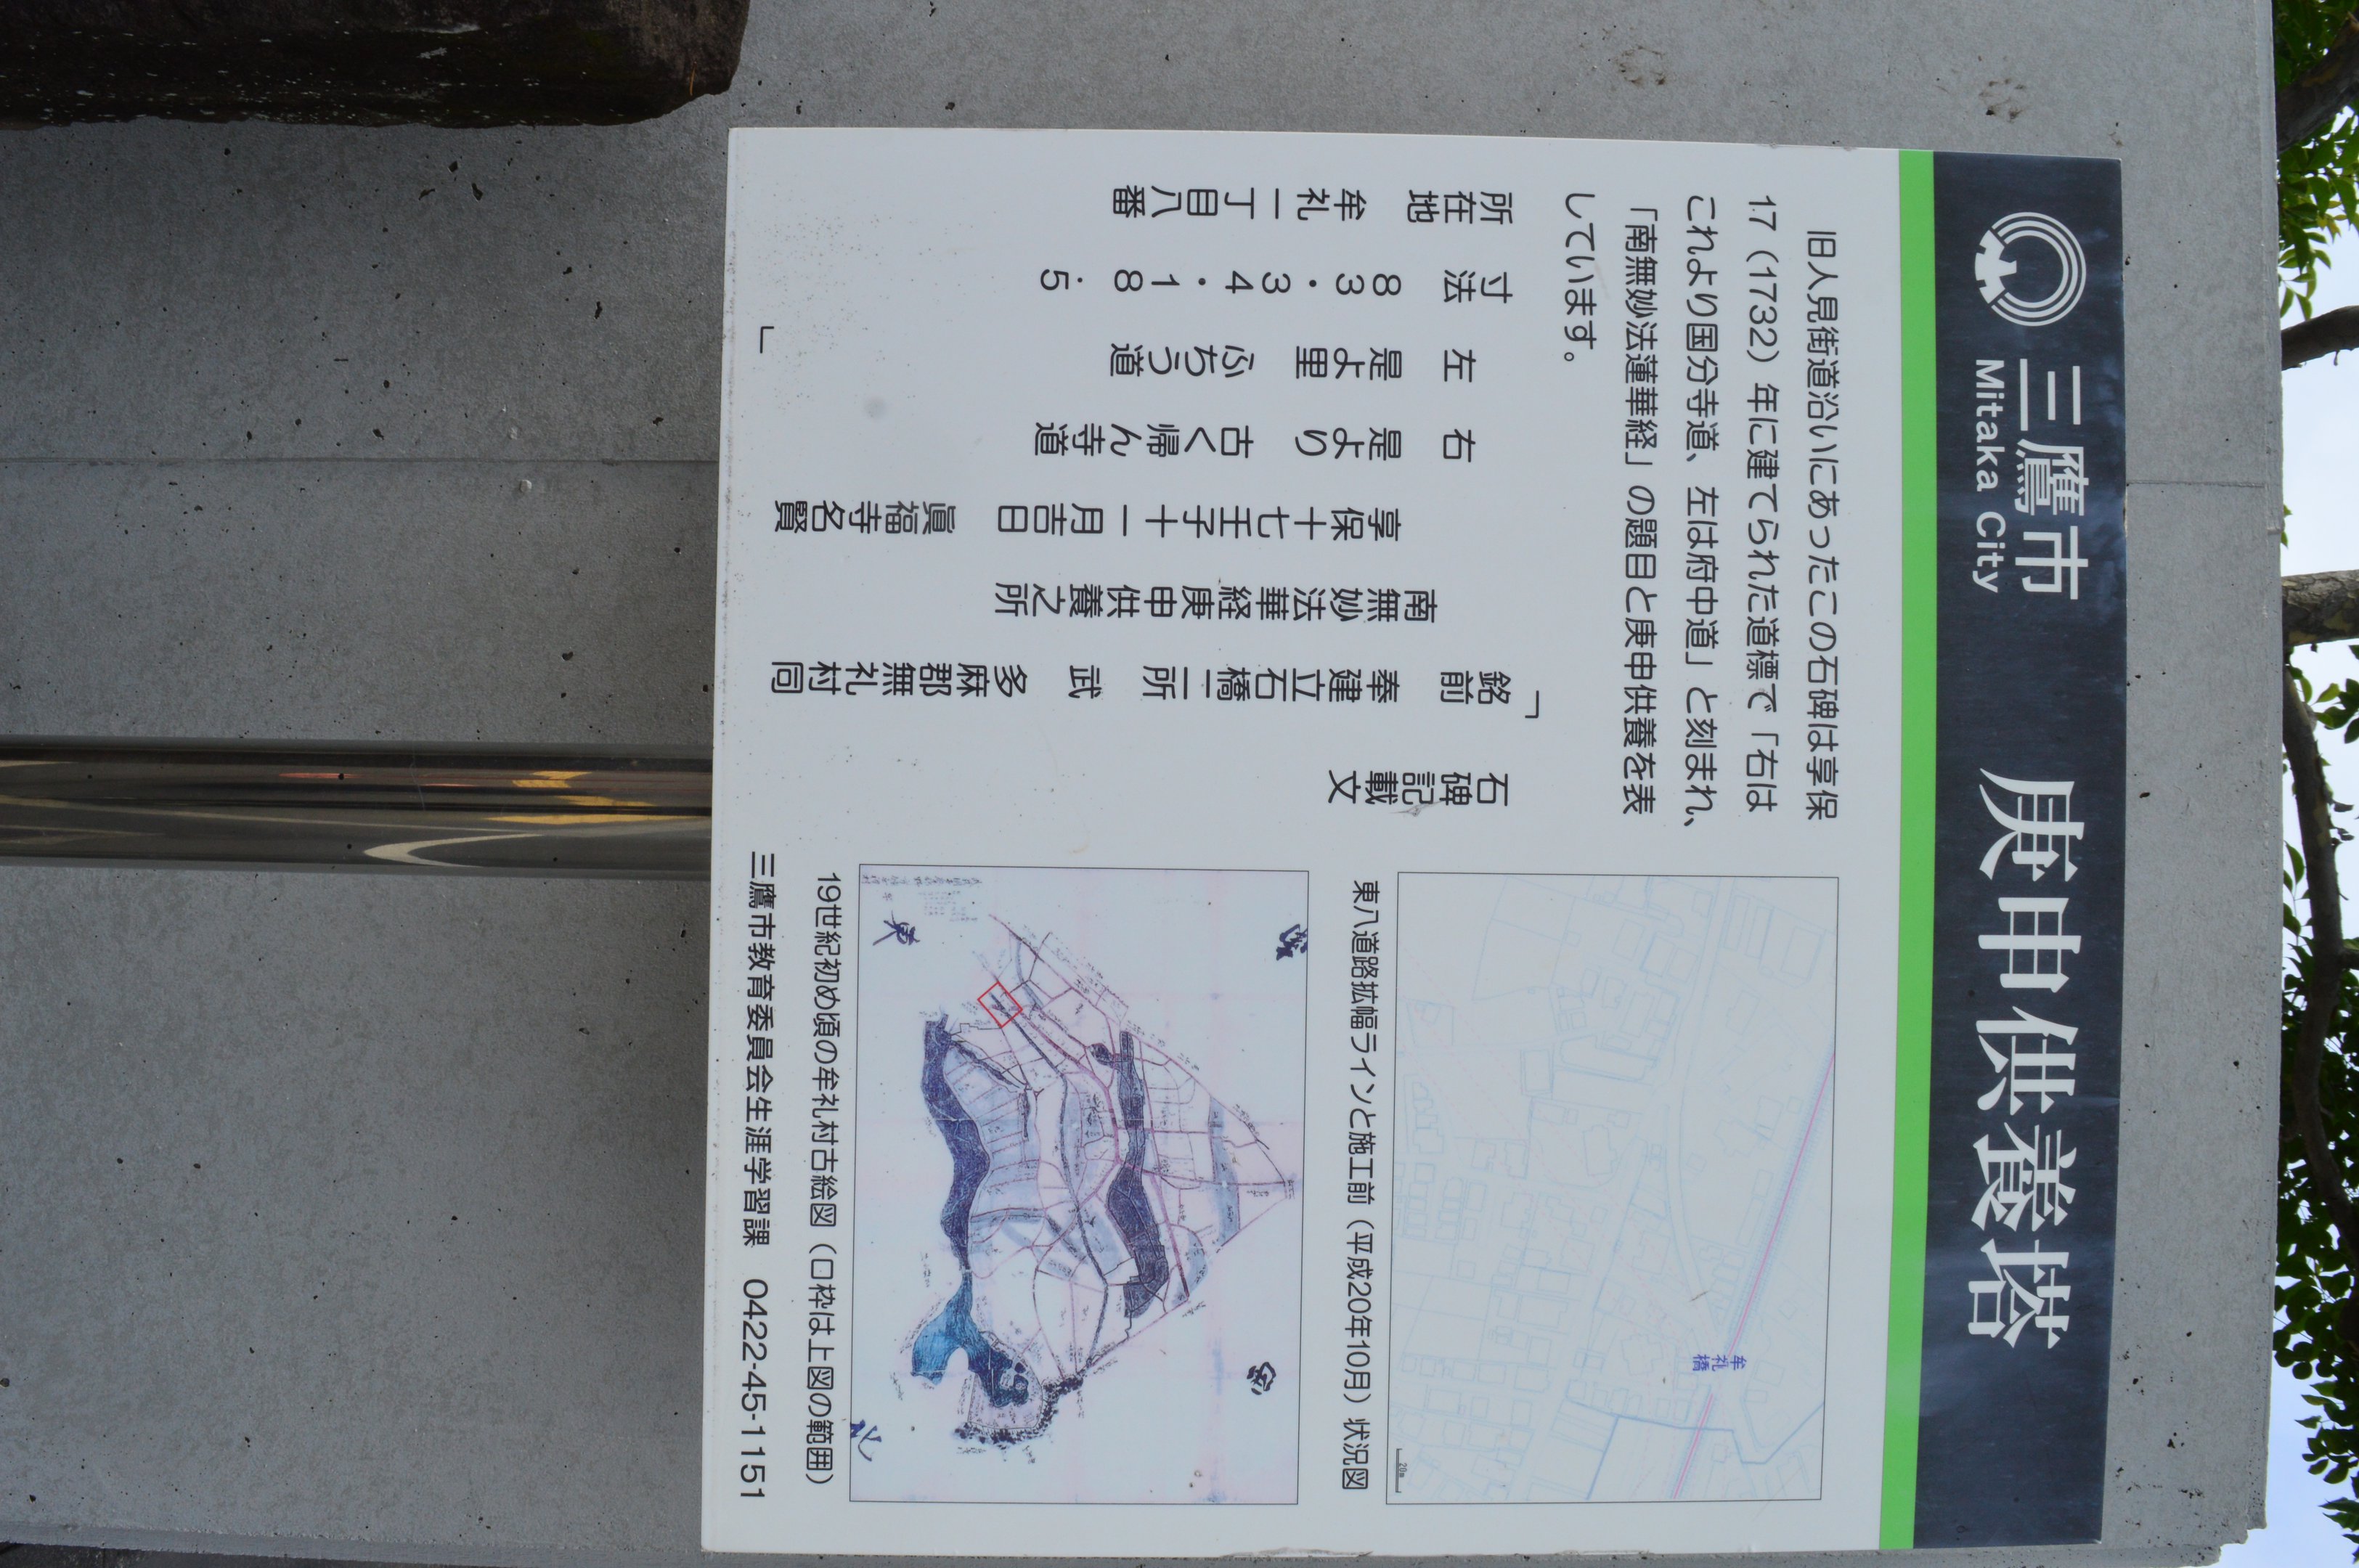 三鷹市
Mitaka City
庚申供養塔
旧人見街道沿いにあったこの石碑は享保
17（1732）年に建てられた道標で「右は
これより国分寺道、左は府中道」と刻まれ、
「南無妙法蓮華経」の題目と庚申供養を表
しています。
石碑記載文
「銘前 奉建立石橋二所 武 多麻郡無礼村同
南無妙法華経庚申供養之所
享保十七壬子十一月吉日 眞福寺名賢
右 是より 古く帰ん寺道
左 是よ里 ふちう道 」
寸法 83・34・18.5
所在地 牟礼一丁目八番
牟礼橋
20m
東八道路拡幅ラインと施工前（平成20年10月）状況図
東
北
19世紀初め頃の牟礼村古絵図（口枠は上図の範囲）
三鷹市教育委員会生涯学習課 0422-45-1151